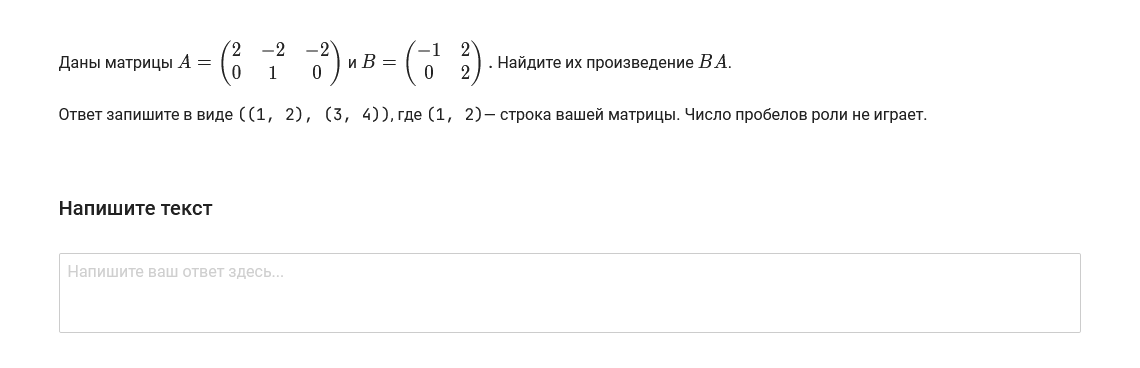 Даны матрицы $A = \begin{pmatrix} 2 & -2 & -2 \\ 0 & 1 & 0 \end{pmatrix}$ и $B = \begin{pmatrix} -1 & 2 \\ 0 & 2 \end{pmatrix}$. Найдите их произведение $BA$.
Ответ запишите в виде ((1, 2), (3, 4)), где (1, 2)— строка вашей матрицы. Число пробелов роли не играет.
Напишите текст
Напишите ваш ответ здесь...